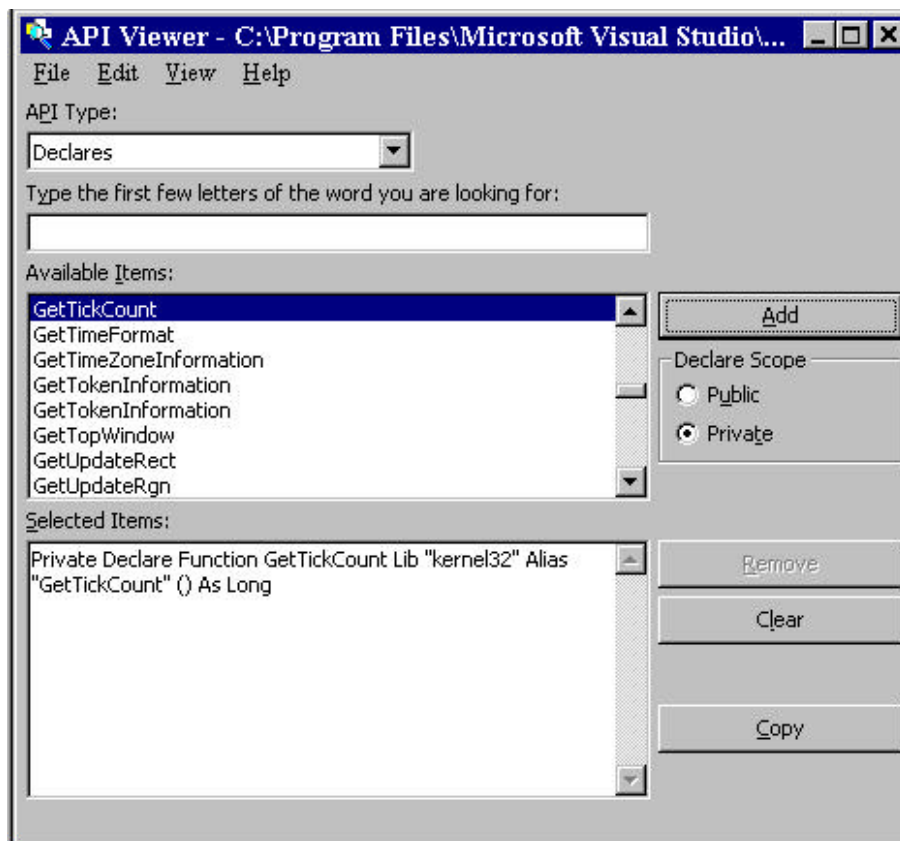 API Viewer - C:\Program Files\Microsoft Visual Studio\...
File Edit View Help
API Type:
Declares
Type the first few letters of the word you are looking for:
Available Items:
GetTickCount
GetTimeFormat
GetTimeZoneInformation
GetTokenInformation
GetTokenInformation
GetTopWindow
GetUpdateRect
GetUpdateRgn
Add
Declare Scope
Public
Private
Selected Items:
Private Declare Function GetTickCount Lib "kernel32" Alias
"GetTickCount" () As Long
Remove
Clear
Copy